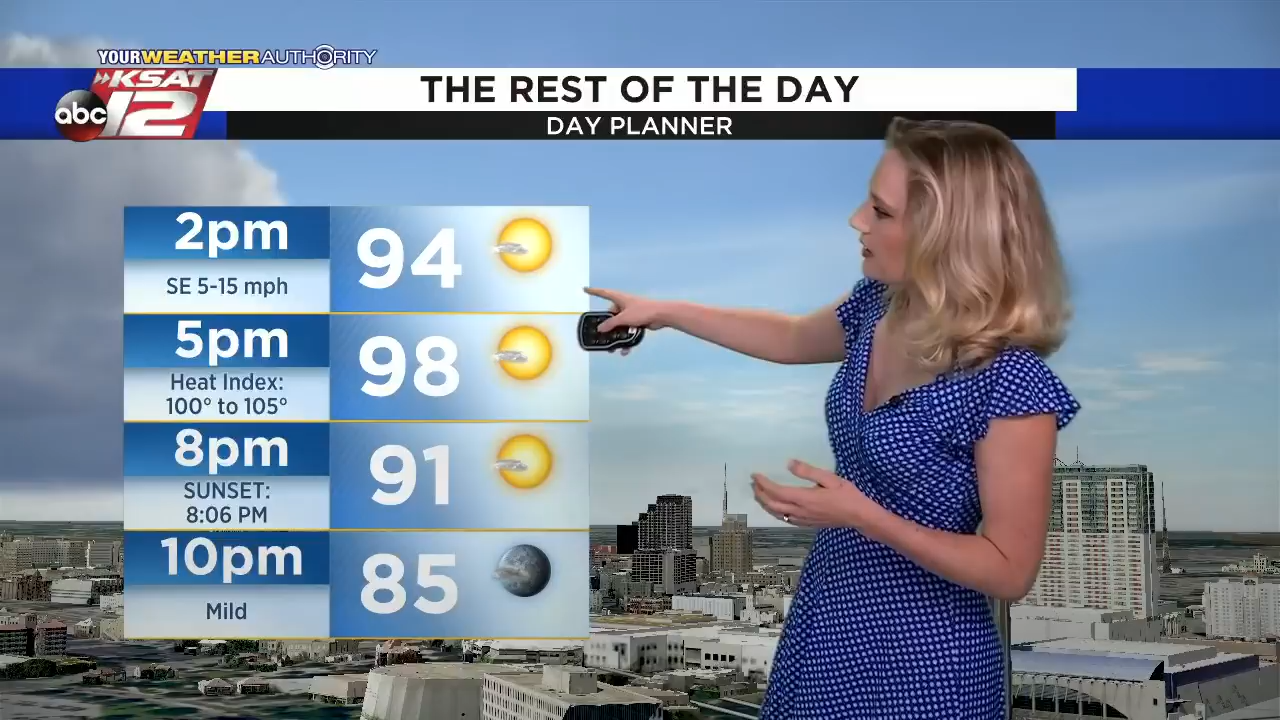 YOUR WEATHER AUTHORITY
KSAT
abc 12
THE REST OF THE DAY
DAY PLANNER
2pm
SE 5-15 mph
94
5pm
Heat Index:
100° to 105°
98
8pm
SUNSET:
8:06 PM
91
10pm
Mild
85